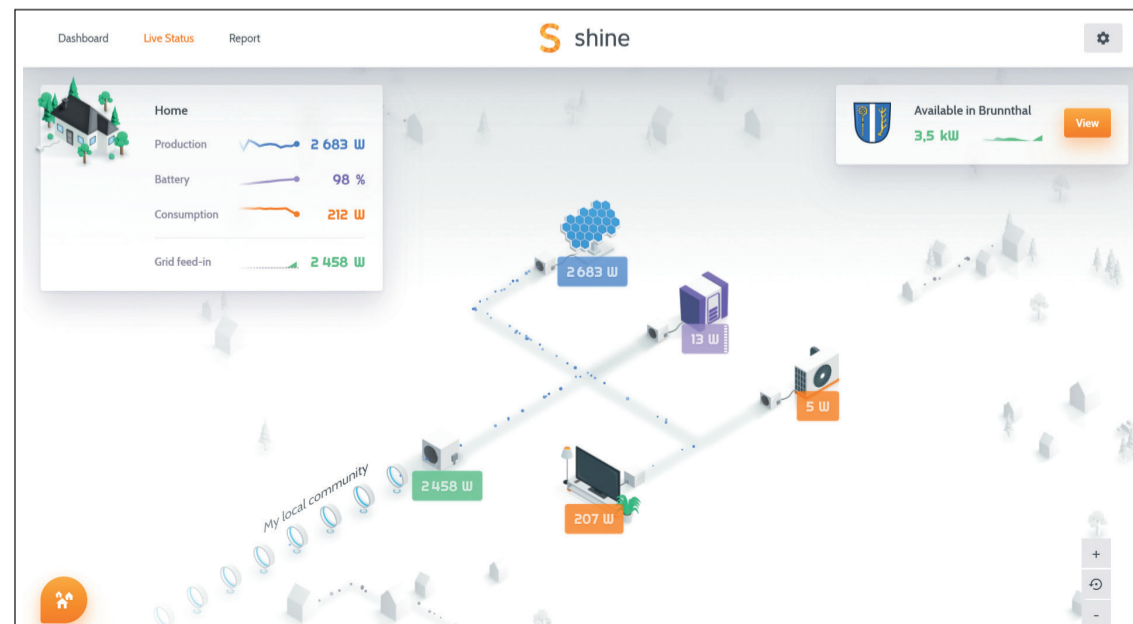 Dashboard
Live Status
Report
shine
Home
Production 2 683 W
Battery 98 %
Consumption 212 W
Grid feed-in 2 458 W
Available in Brunnthal
3,5 kW
View
2 683 W
13 W
5 W
2 458 W
207 W
My local community
+
-